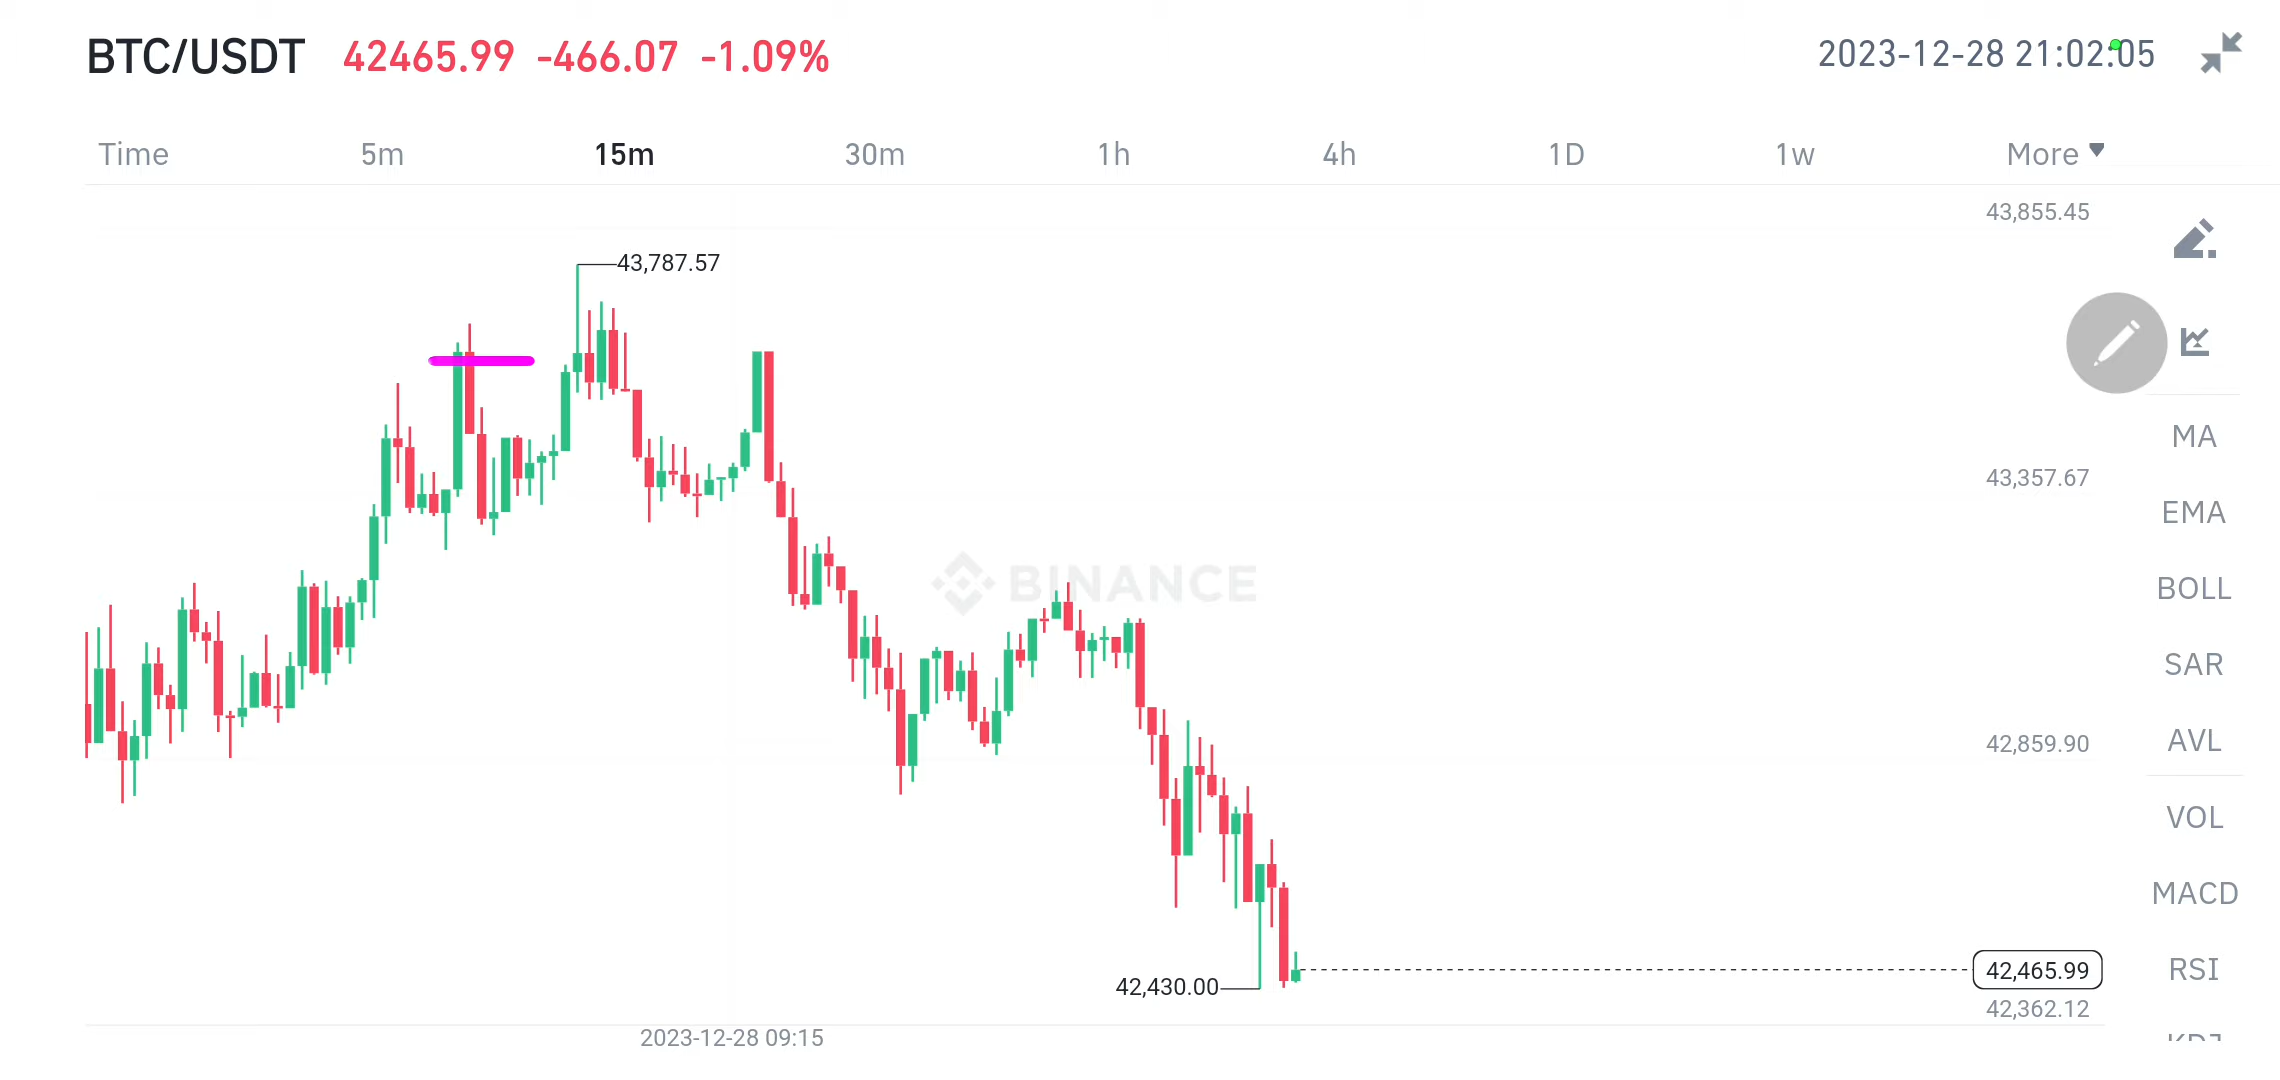 BTC/USDT 42465.99 -466.07 -1.09% 2023-12-28 21:02:05
Time 5m 15m 30m 1h 4h 1D 1w More
43,855.45
43,787.57
MA
43,357.67
EMA
BINANCE
BOLL
SAR
42,859.90
AVL
VOL
MACD
42,465.99
RSI
42,430.00
42,362.12
2023-12-28 09:15